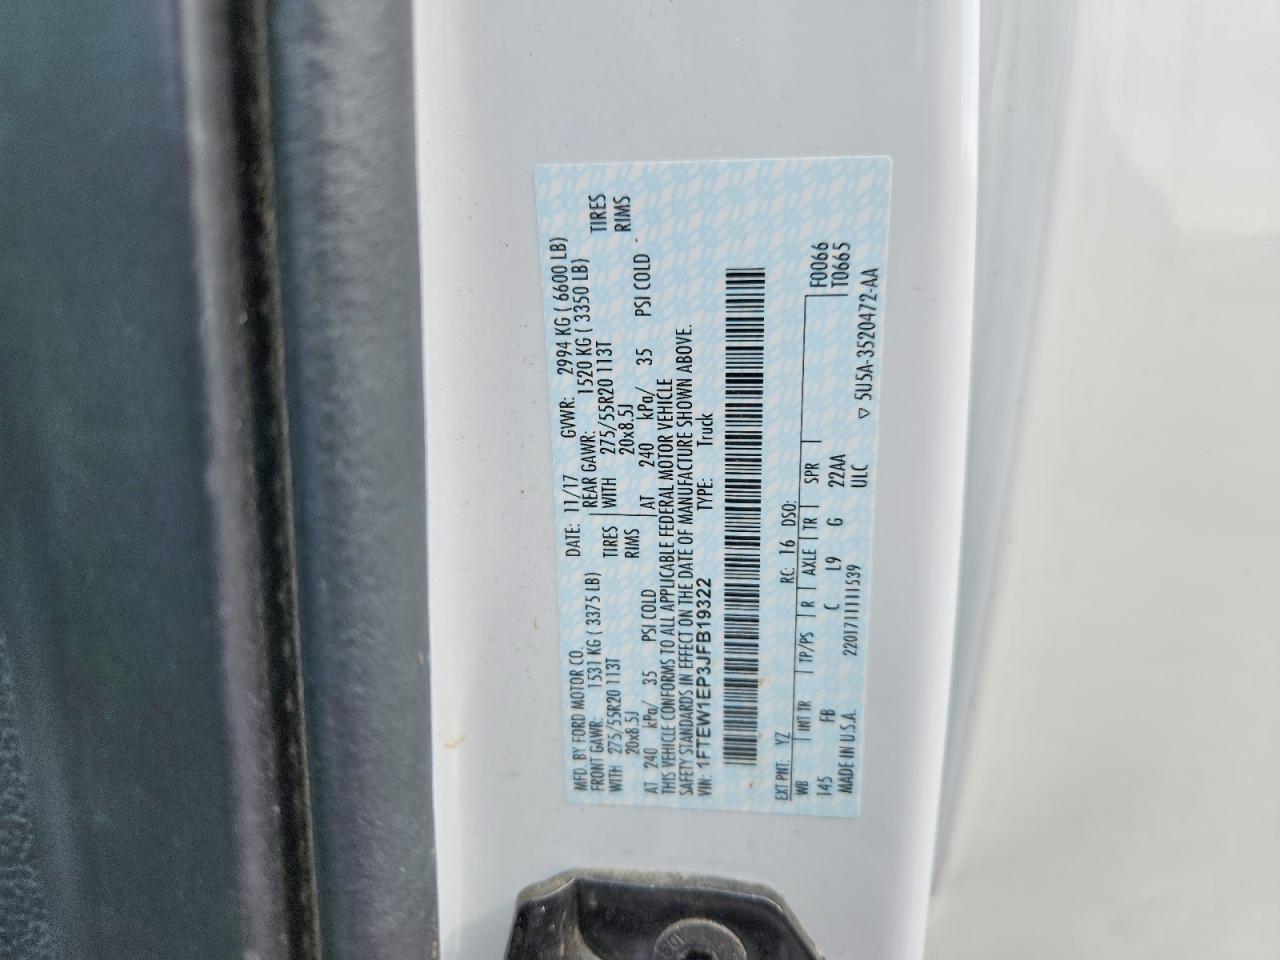 MFD. BY FORD MOTOR CO. DATE: 11/17 GVWR: 2994 KG ( 6600 LB)
FRONT GAWR: 1531 KG ( 3375 LB) REAR GAWR: 1520 KG ( 3350 LB)
WITH 275/55R20 113T TIRES WITH 275/55R20 113T TIRES
20x8.5J RIMS 20x8.5J RIMS
AT 240 kPa/ 35 PSI COLD AT 240 kPa/ 35 PSI COLD
THIS VEHICLE CONFORMS TO ALL APPLICABLE FEDERAL MOTOR VEHICLE
SAFETY STANDARDS IN EFFECT ON THE DATE OF MANUFACTURE SHOWN ABOVE.
VIN: 1FTEW1EP3JFB19322 TYPE: Truck
EXT PNT: YZ RC: 16 DSO:
WB INT TR TP/PS R AXLE TR SPR F0066
145 FB C L9 G 22AA T0665
MADE IN U.S.A. 22017111111539 ULC ▽ 5U5A-3520472-AA